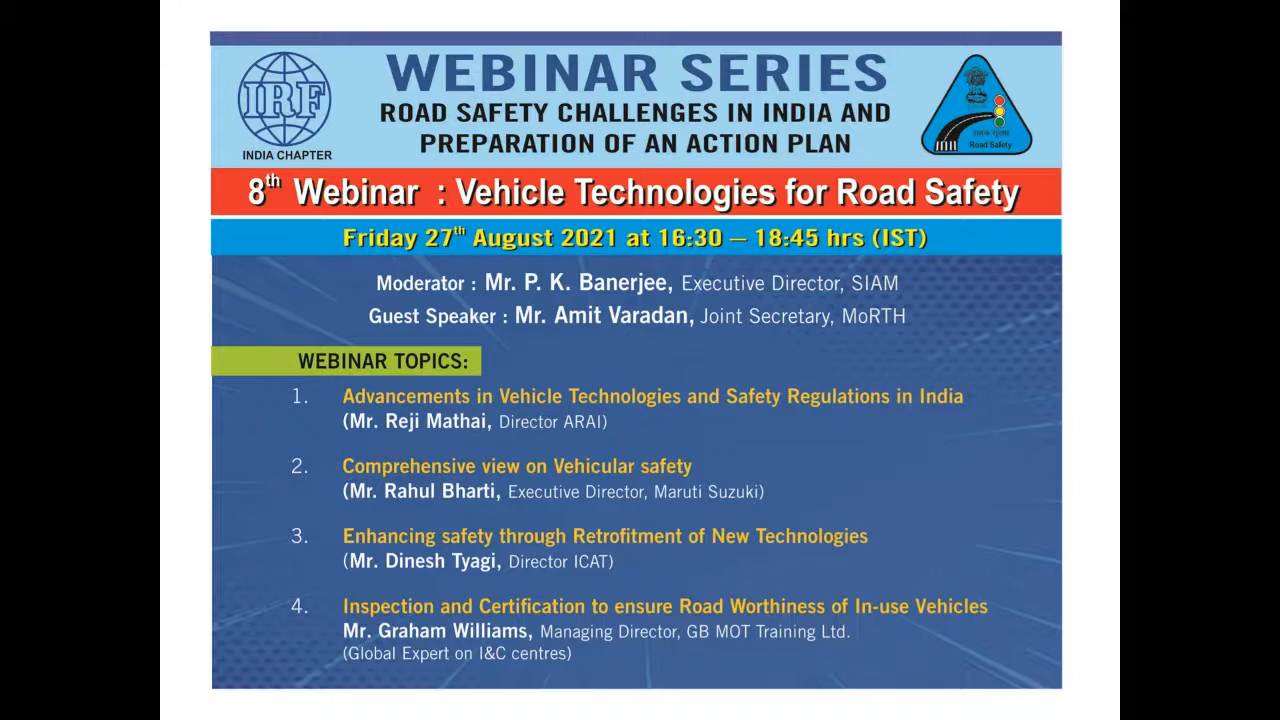 IRF
INDIA CHAPTER
WEBINAR SERIES
ROAD SAFETY CHALLENGES IN INDIA AND
PREPARATION OF AN ACTION PLAN
Road Safety
8th Webinar : Vehicle Technologies for Road Safety
Friday 27th August 2021 at 16:30 – 18:45 hrs (IST)
Moderator : Mr. P. K. Banerjee, Executive Director, SIAM
Guest Speaker : Mr. Amit Varadan, Joint Secretary, MoRTH
WEBINAR TOPICS:
1. Advancements in Vehicle Technologies and Safety Regulations in India
(Mr. Reji Mathai, Director ARAI)
2. Comprehensive view on Vehicular safety
(Mr. Rahul Bharti, Executive Director, Maruti Suzuki)
3. Enhancing safety through Retrofitment of New Technologies
(Mr. Dinesh Tyagi, Director ICAT)
4. Inspection and Certification to ensure Road Worthiness of In-use Vehicles
Mr. Graham Williams, Managing Director, GB MOT Training Ltd.
(Global Expert on I&C centres)